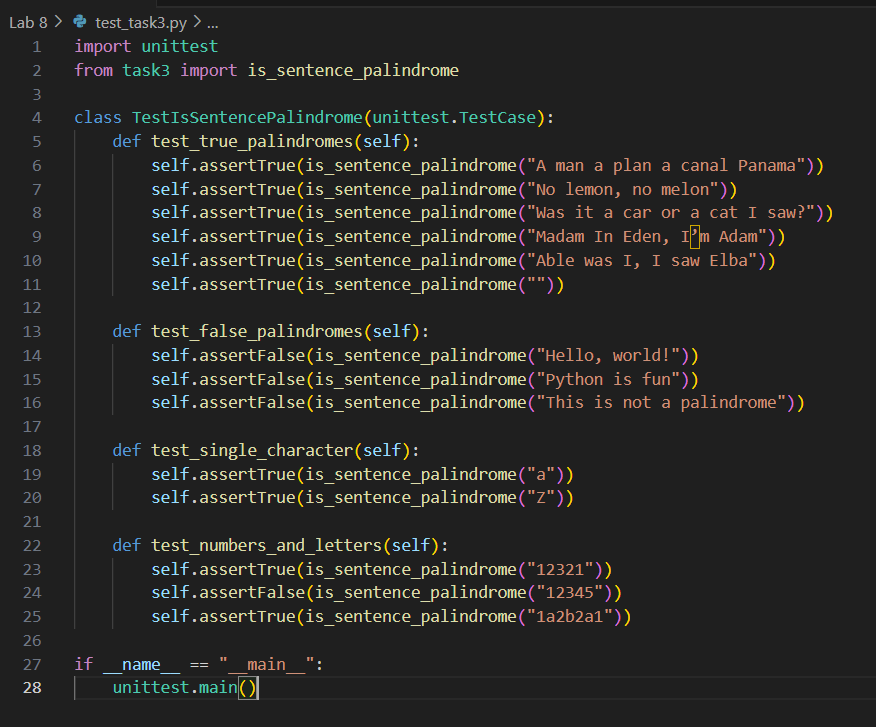 Lab 8 > test_task3.py > ...
1 import unittest
2 from task3 import is_sentence_palindrome
3
4 class TestIsSentencePalindrome(unittest.TestCase):
5     def test_true_palindromes(self):
6         self.assertTrue(is_sentence_palindrome("A man a plan a canal Panama"))
7         self.assertTrue(is_sentence_palindrome("No lemon, no melon"))
8         self.assertTrue(is_sentence_palindrome("Was it a car or a cat I saw?"))
9         self.assertTrue(is_sentence_palindrome("Madam In Eden, I’m Adam"))
10         self.assertTrue(is_sentence_palindrome("Able was I, I saw Elba"))
11         self.assertTrue(is_sentence_palindrome(""))
12
13     def test_false_palindromes(self):
14         self.assertFalse(is_sentence_palindrome("Hello, world!"))
15         self.assertFalse(is_sentence_palindrome("Python is fun"))
16         self.assertFalse(is_sentence_palindrome("This is not a palindrome"))
17
18     def test_single_character(self):
19         self.assertTrue(is_sentence_palindrome("a"))
20         self.assertTrue(is_sentence_palindrome("Z"))
21
22     def test_numbers_and_letters(self):
23         self.assertTrue(is_sentence_palindrome("12321"))
24         self.assertFalse(is_sentence_palindrome("12345"))
25         self.assertTrue(is_sentence_palindrome("1a2b2a1"))
26
27 if __name__ == "__main__":
28     unittest.main()